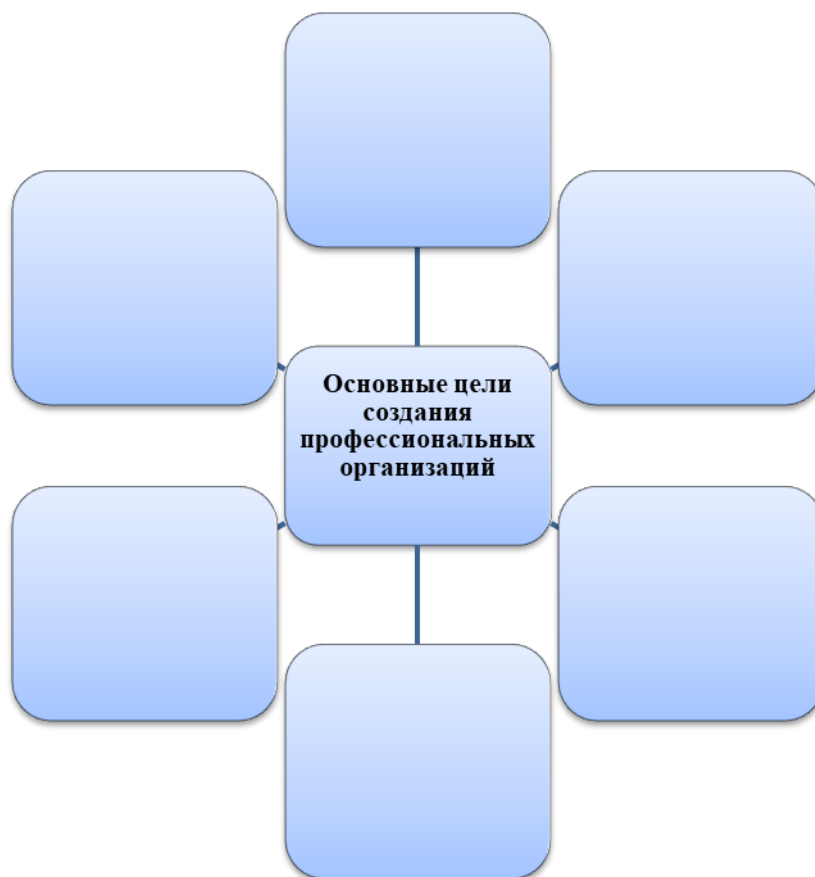 Основные цели
создания
профессиональных
организаций